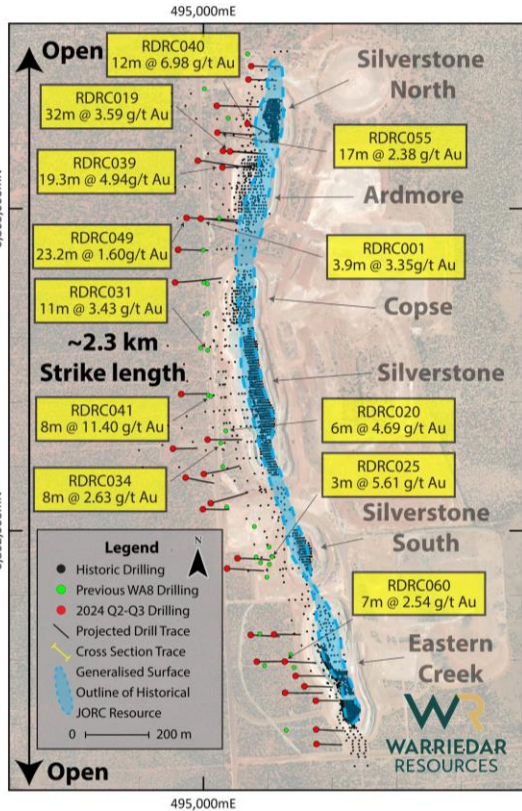 495,000mE
Open
RDRC040
12m @ 6.98 g/t Au
Silverstone
North
RDRC019
32m @ 3.59 g/t Au
RDRC055
17m @ 2.38 g/t Au
RDRC039
19.3m @ 4.94g/t Au
Ardmore
RDRC049
23.2m @ 1.60g/t Au
RDRC001
3.9m @ 3.35g/t Au
RDRC031
11m @ 3.43 g/t Au
Copse
~2.3 km
Strike length
Silverstone
RDRC041
8m @ 11.40 g/t Au
RDRC020
6m @ 4.69 g/t Au
RDRC034
8m @ 2.63 g/t Au
RDRC025
3m @ 5.61 g/t Au
Silverstone
South
RDRC060
7m @ 2.54 g/t Au
Eastern
Creek
N
Legend
Historic Drilling
Previous WA8 Drilling
2024 Q2-Q3 Drilling
Projected Drill Trace
Cross Section Trace
Generalised Surface
Outline of Historical
JORC Resource
0 200 m
WR
WARRIEDAR
RESOURCES
Open
495,000mE